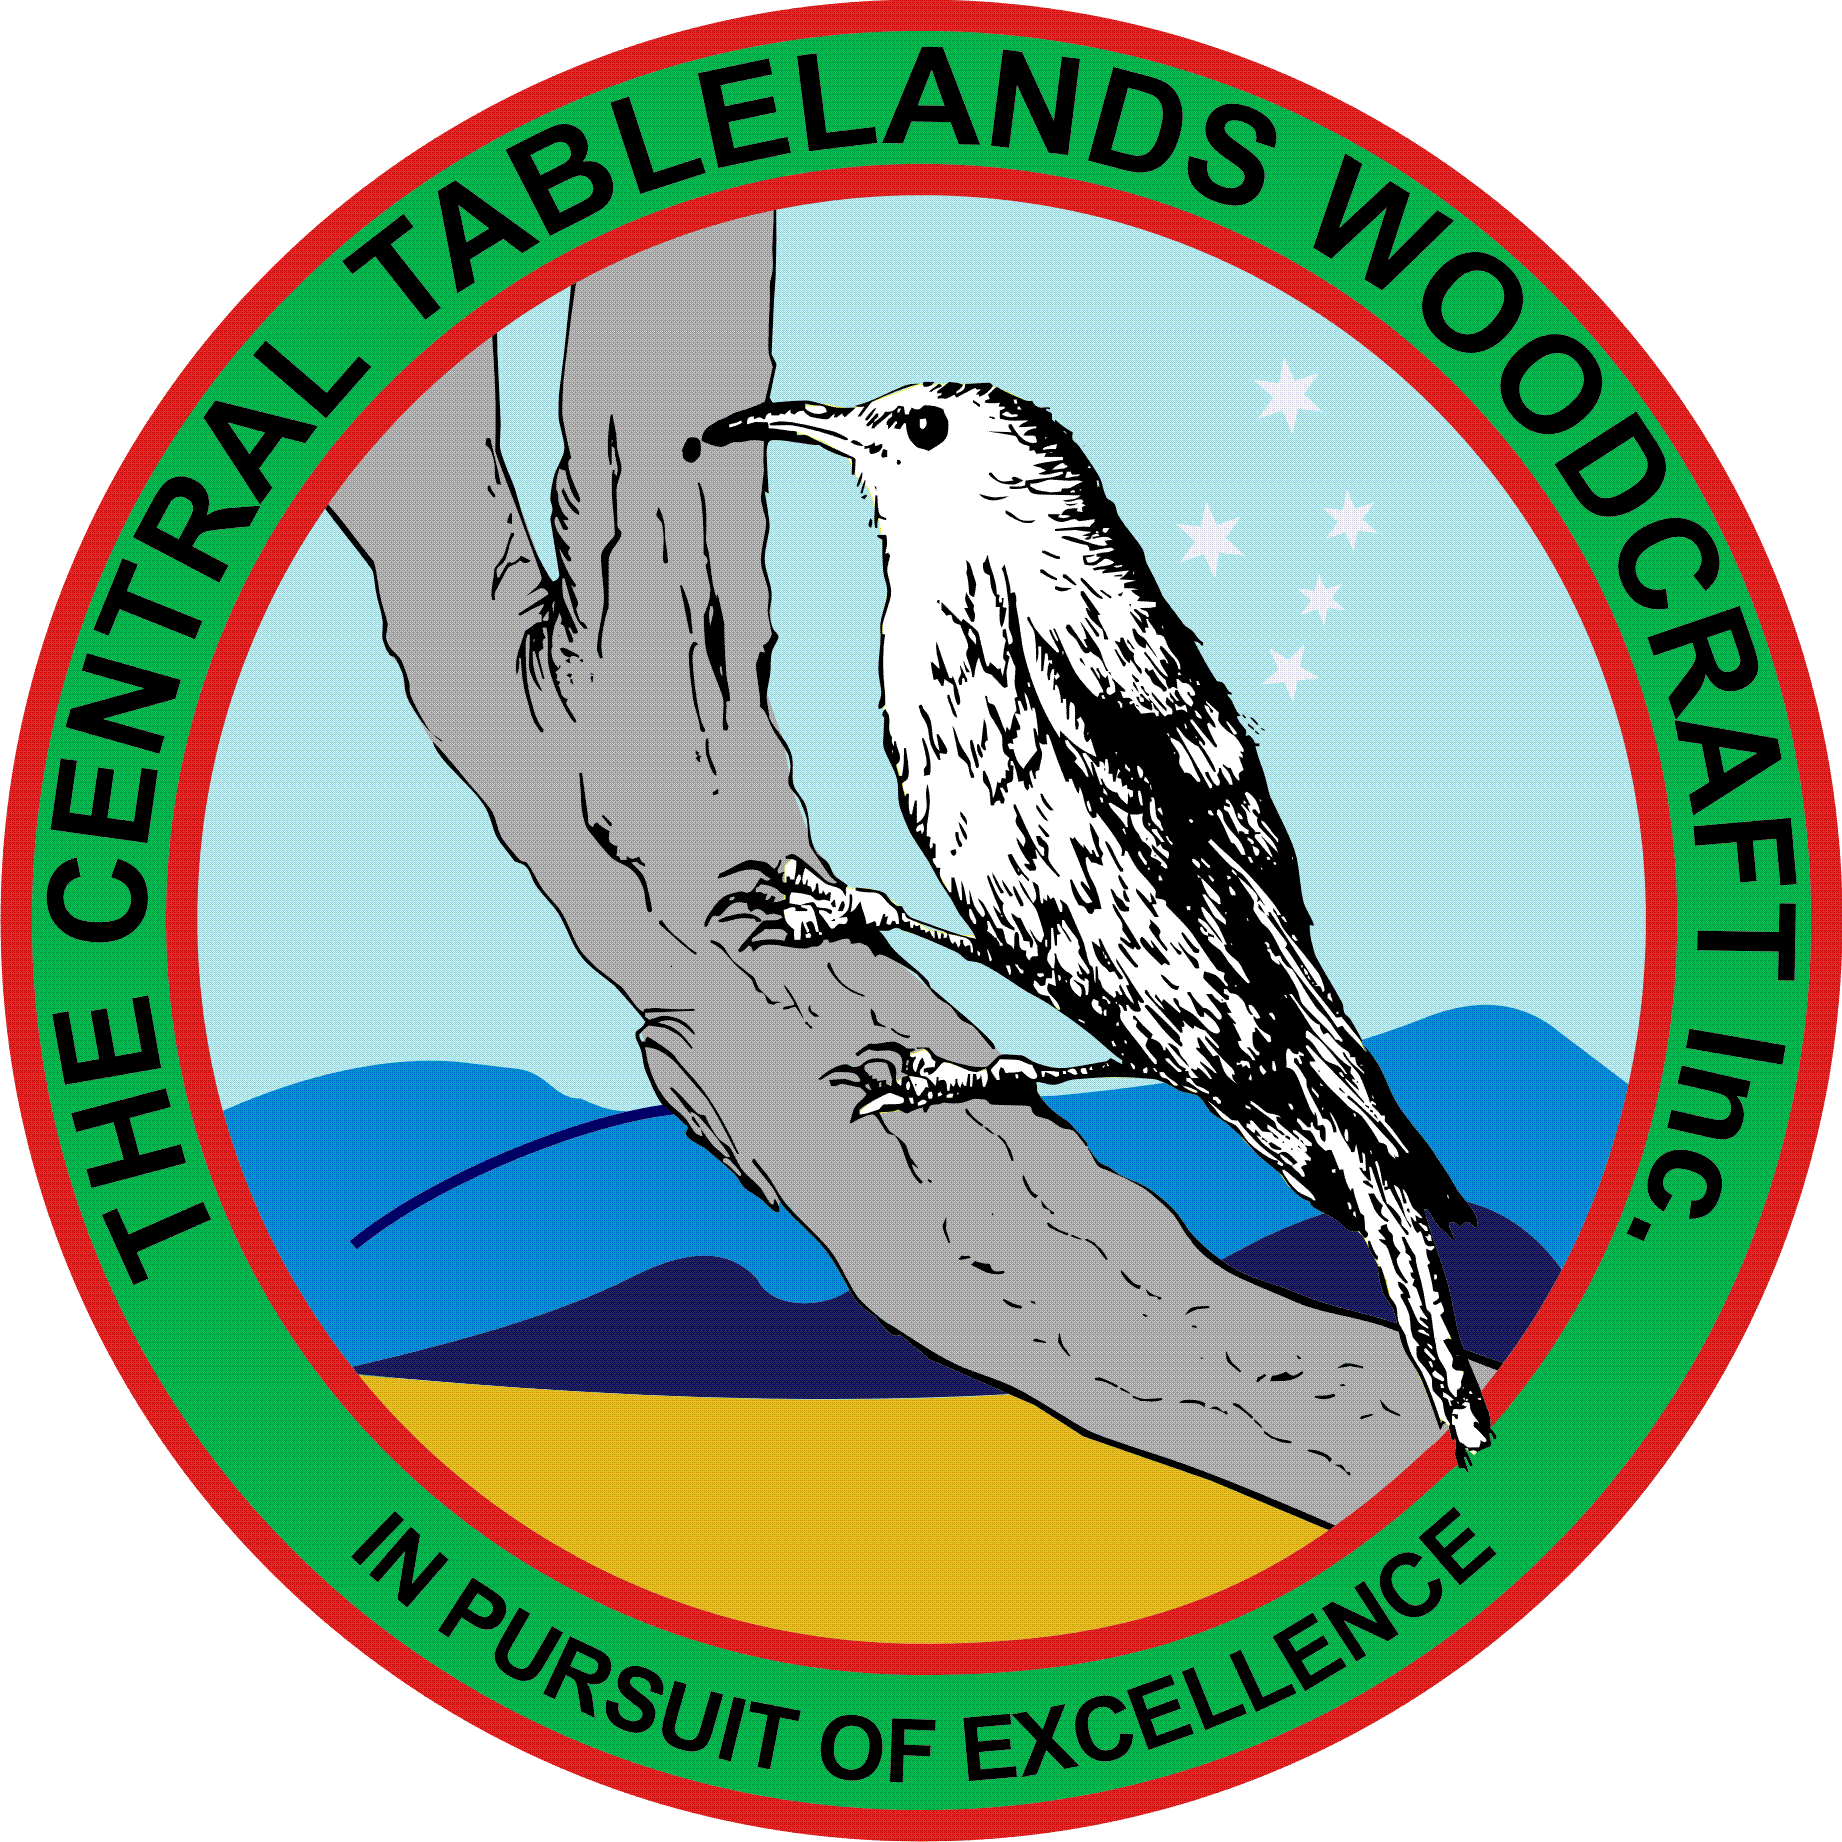 THE CENTRAL TABLELANDS WOODCRAFT Inc.
IN PURSUIT OF EXCELLENCE